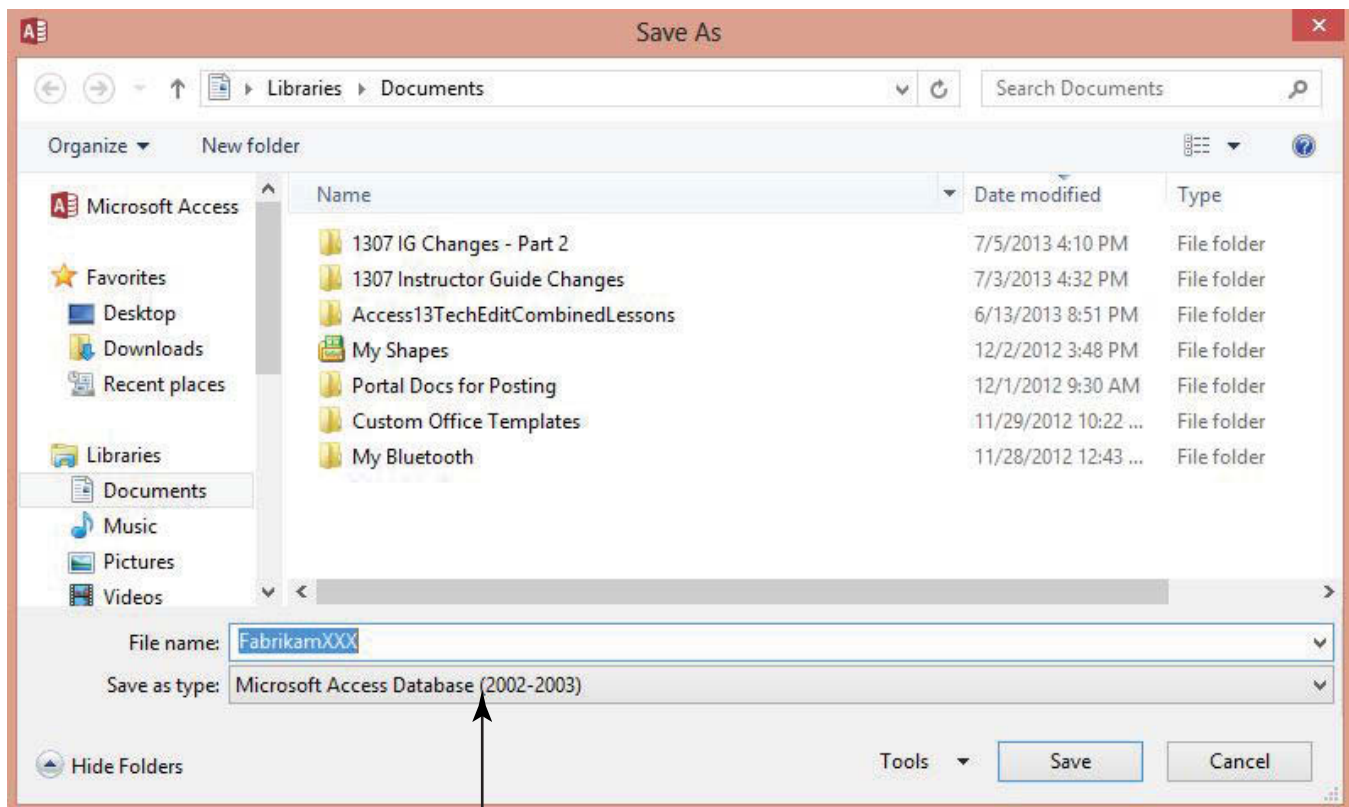 Save As
Libraries Documents
Search Documents
Organize New folder
Name Date modified Type
Microsoft Access
Favorites
Desktop
Downloads
Recent places
Libraries
Documents
Music
Pictures
Videos
1307 IG Changes - Part 2 7/5/2013 4:10 PM File folder
1307 Instructor Guide Changes 7/3/2013 4:32 PM File folder
Access13TechEditCombinedLessons 6/13/2013 8:51 PM File folder
My Shapes 12/2/2012 3:48 PM File folder
Portal Docs for Posting 12/1/2012 9:30 AM File folder
Custom Office Templates 11/29/2012 10:22 ... File folder
My Bluetooth 11/28/2012 12:43 ... File folder
File name: FabrikamXXX
Save as type: Microsoft Access Database (2002-2003)
Hide Folders Tools Save Cancel